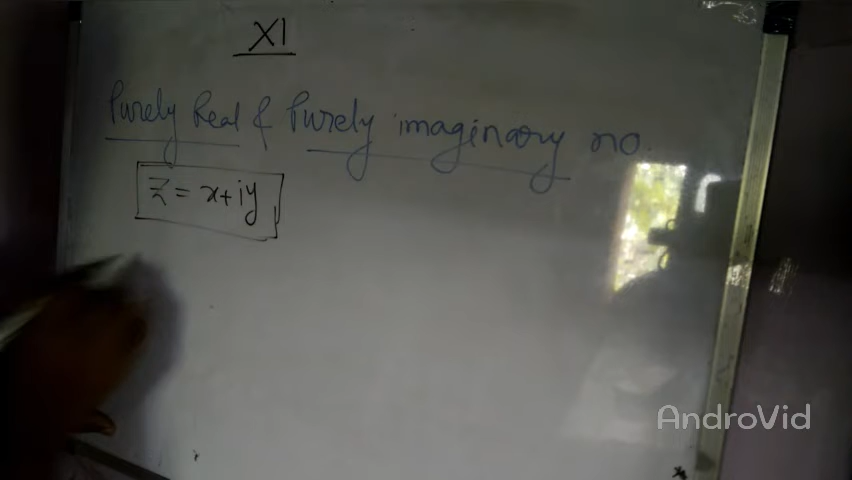 XI
Purely Real & Purely imaginary no.
z = x+iy
AndroVid